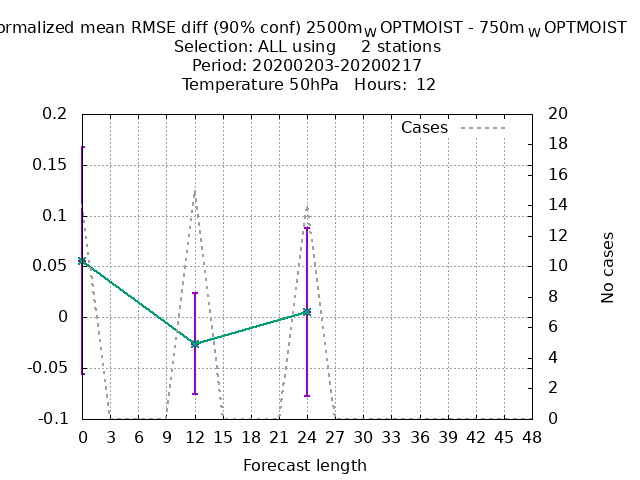 ormalized mean RMSE diff (90% conf) 2500mW OPTMOIST - 750mW OPTMOIST
Selection: ALL using 2 stations
Period: 20200203-20200217
Temperature 50hPa Hours: 12
Cases
0.2
0.15
0.1
0.05
0
-0.05
-0.1
20
18
16
14
12
10
8
6
4
2
0
No cases
0 3 6 9 12 15 18 21 24 27 30 33 36 39 42 45 48
Forecast length